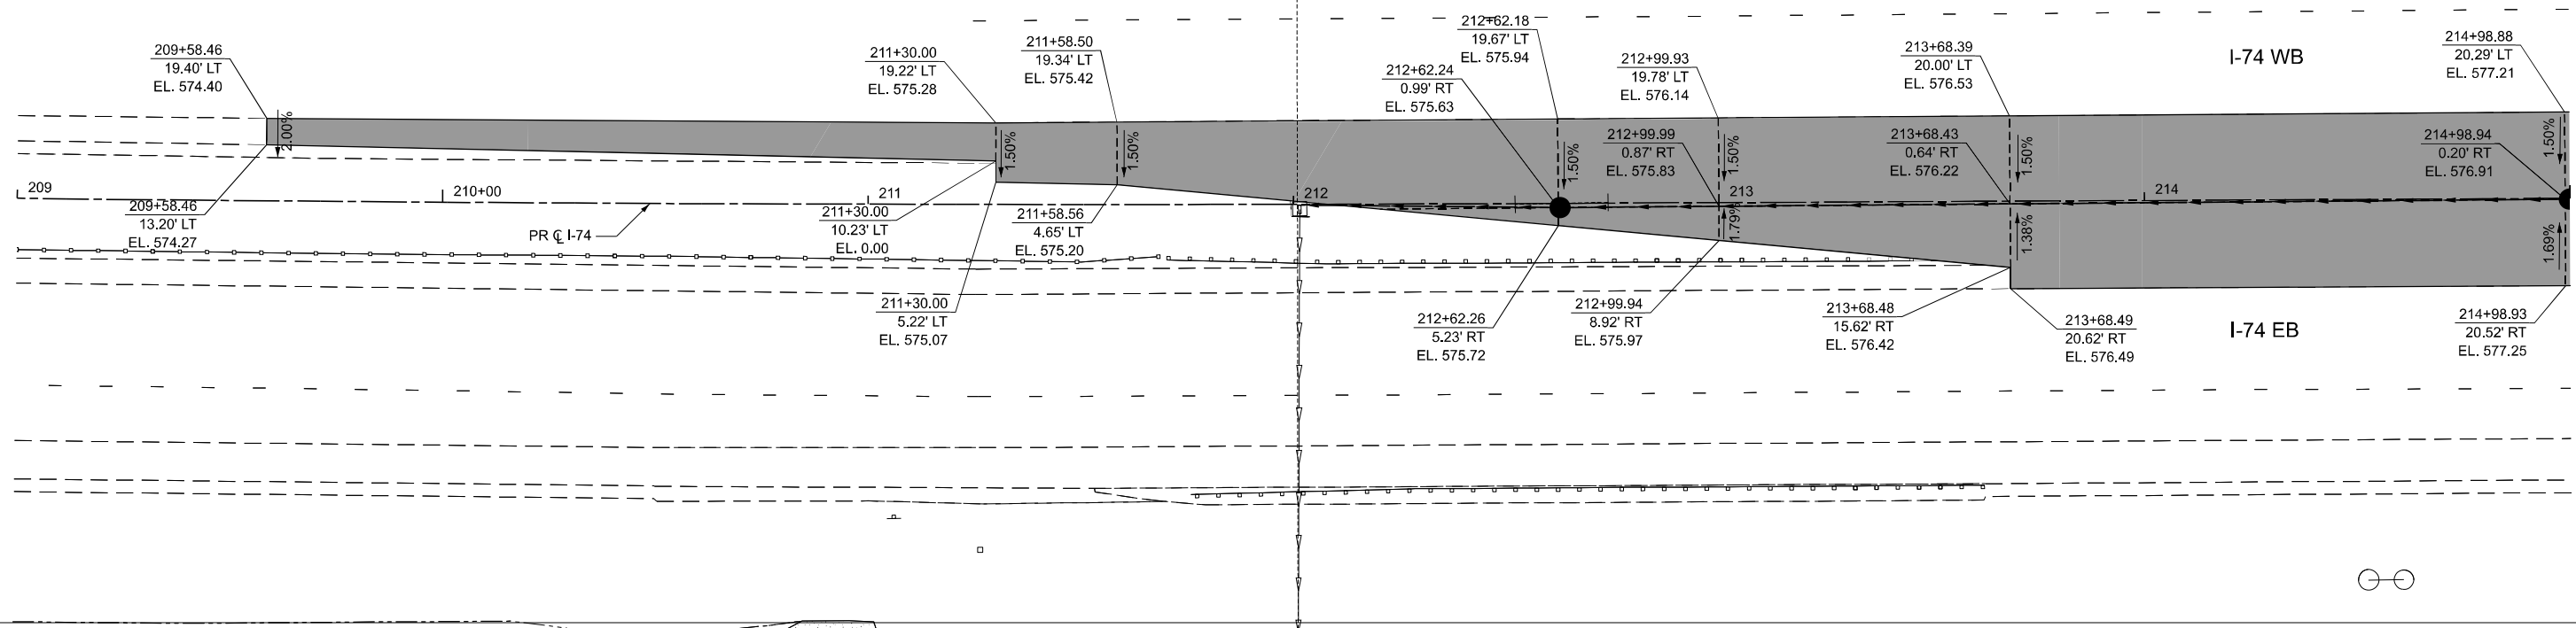 209+58.46
19.40' LT
EL. 574.40
211+30.00
19.22' LT
EL. 575.28
211+58.50
19.34' LT
EL. 575.42
212+62.18
19.67' LT
EL. 575.94
212+62.24
0.99' RT
EL. 575.63
212+99.93
19.78' LT
EL. 576.14
213+68.39
20.00' LT
EL. 576.53
I-74 WB
214+98.88
20.29' LT
EL. 577.21
2.00%
1.50%
1.50%
1.50%
212+99.99
0.87' RT
EL. 575.83
1.50%
213+68.43
0.64' RT
EL. 576.22
1.50%
214+98.94
0.20' RT
EL. 576.91
1.50%
209
210+00
211
212
213
214
209+58.46
13.20' LT
EL. 574.27
PR ℄ I-74
211+30.00
10.23' LT
EL. 0.00
211+58.56
4.65' LT
EL. 575.20
1.79%
1.38%
1.69%
211+30.00
5.22' LT
EL. 575.07
212+62.26
5.23' RT
EL. 575.72
212+99.94
8.92' RT
EL. 575.97
213+68.48
15.62' RT
EL. 576.42
213+68.49
20.62' RT
EL. 576.49
I-74 EB
214+98.93
20.52' RT
EL. 577.25